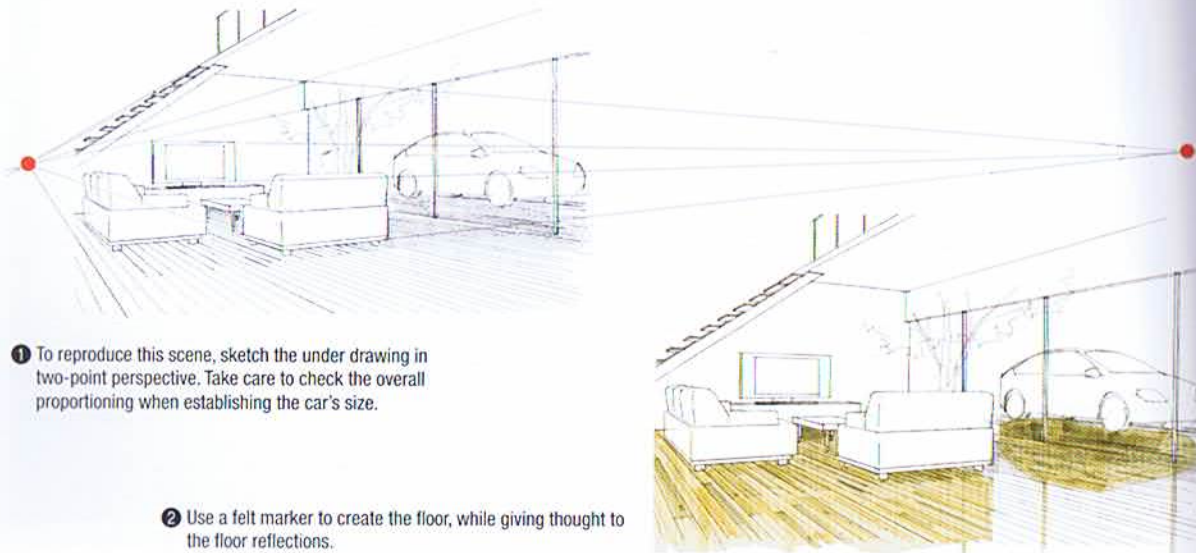 ❶ To reproduce this scene, sketch the under drawing in
two-point perspective. Take care to check the overall
proportioning when establishing the car's size.
❷ Use a felt marker to create the floor, while giving thought to
the floor reflections.